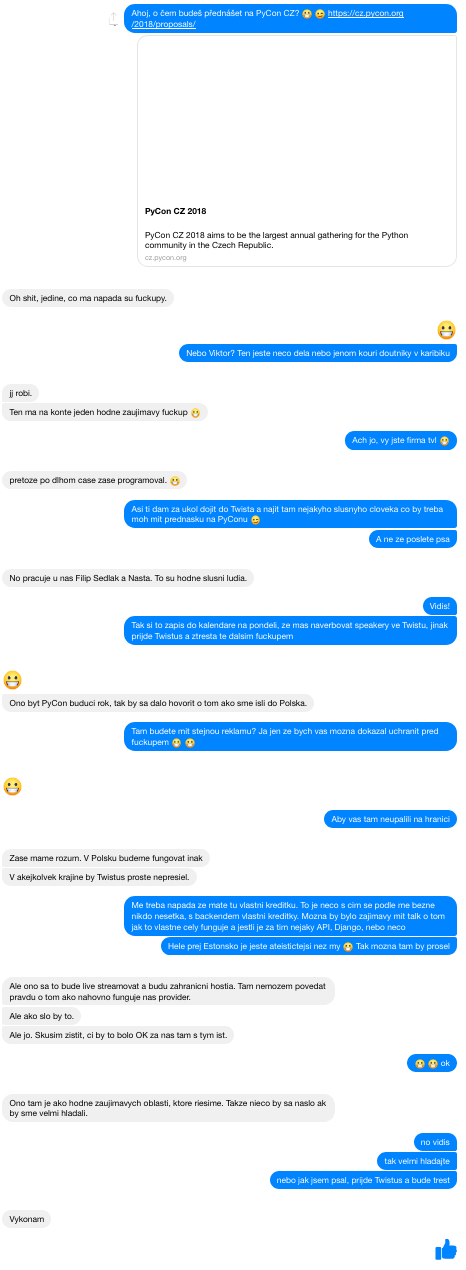 Ahoj, o čem budeš přednášet na PyCon CZ? 😬 😜 https://cz.pycon.org
/2018/proposals/
PyCon CZ 2018
PyCon CZ 2018 aims to be the largest annual gathering for the Python
community in the Czech Republic.
cz.pycon.org
Oh shit, jedine, co ma napada su fuckupy.
😀
Nebo Viktor? Ten jeste neco dela nebo jenom kouri doutniky v karibiku
jj robi.
Ten ma na konte jeden hodne zaujimavy fuckup 😬
Ach jo, vy jste firma tvl 😬
pretoze po dlhom case zase programoval. 😬
Asi ti dam za ukol dojit do Twista a najit tam nejakyho slusnyho cloveka co by treba
moh mit prednasku na PyConu 😜
A ne ze poslete psa
No pracuje u nas Filip Sedlak a Nasta. To su hodne slusni ludia.
Vidis!
Tak si to zapis do kalendare na pondeli, ze mas naverbovat speakery ve Twistu, jinak
prijde Twistus a ztresta te dalsim fuckupem
😀
Ono byt PyCon buduci rok, tak by sa dalo hovorit o tom ako sme isli do Polska.
Tam budete mit stejnou reklamu? Ja jen ze bych vas mozna dokazal uchranit pred
fuckupem 😬 😬
😀
Aby vas tam neupalili na hranici
Zase mame rozum. V Polsku budeme fungovat inak
V akejkolvek krajine by Twistus proste nepresiel.
Me treba napada ze mate tu vlastni kreditku. To je neco s cim se podle me bezne
nikdo nesetka, s backendem vlastni kreditky. Mozna by bylo zajimavy mit talk o tom
jak to vlastne cely funguje a jestli je za tim nejaky API, Django, nebo neco
Hele prej Estonsko je jeste ateistictejsi nez my 😬 Tak mozna tam by prosel
Ale ono sa to bude live streamovat a budu zahranicni hostia. Tam nemozem povedat
pravdu o tom ako nahovno funguje nas provider.
Ale ako slo by to.
Ale jo. Skusim zistit, ci by to bolo OK za nas tam s tym ist.
😬 😬 ok
Ono tam je ako hodne zaujimavych oblasti, ktore riesime. Takze nieco by sa naslo ak
by sme velmi hladali.
no vidis
tak velmi hladajte
nebo jak jsem psal, prijde Twistus a bude trest
Vykonam